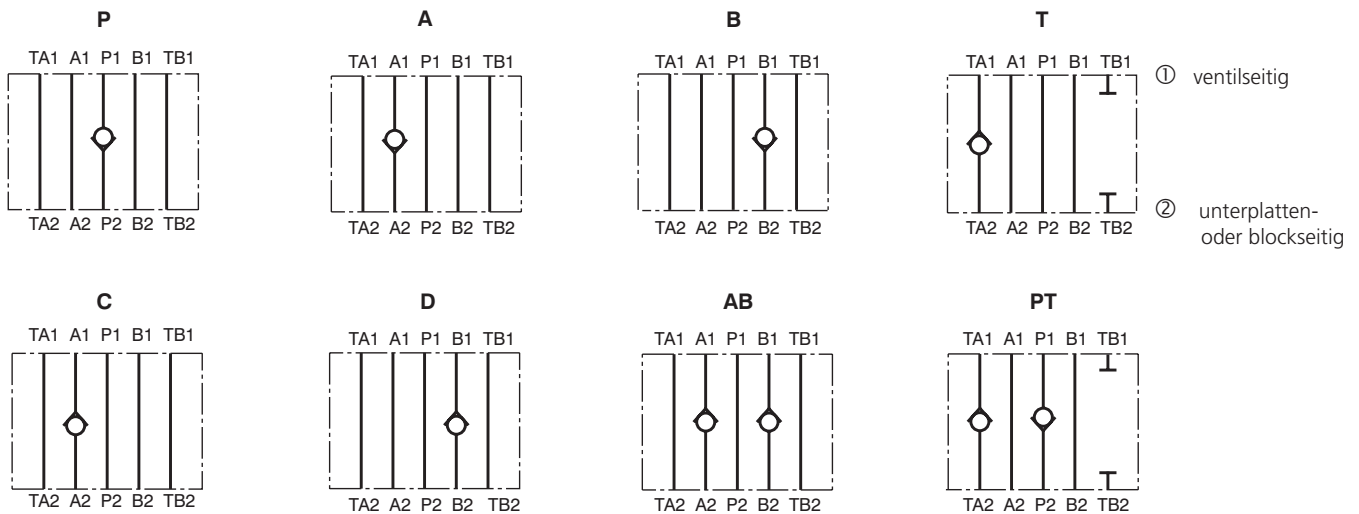 P A B T
TA1 A1 P1 B1 TB1 TA1 A1 P1 B1 TB1 TA1 A1 P1 B1 TB1 TA1 A1 P1 B1 TB1
① ventilseitig
TA2 A2 P2 B2 TB2 TA2 A2 P2 B2 TB2 TA2 A2 P2 B2 TB2 TA2 A2 P2 B2 TB2
② unterplatten-
oder blockseitig
C D AB PT
TA1 A1 P1 B1 TB1 TA1 A1 P1 B1 TB1 TA1 A1 P1 B1 TB1 TA1 A1 P1 B1 TB1
TA2 A2 P2 B2 TB2 TA2 A2 P2 B2 TB2 TA2 A2 P2 B2 TB2 TA2 A2 P2 B2 TB2